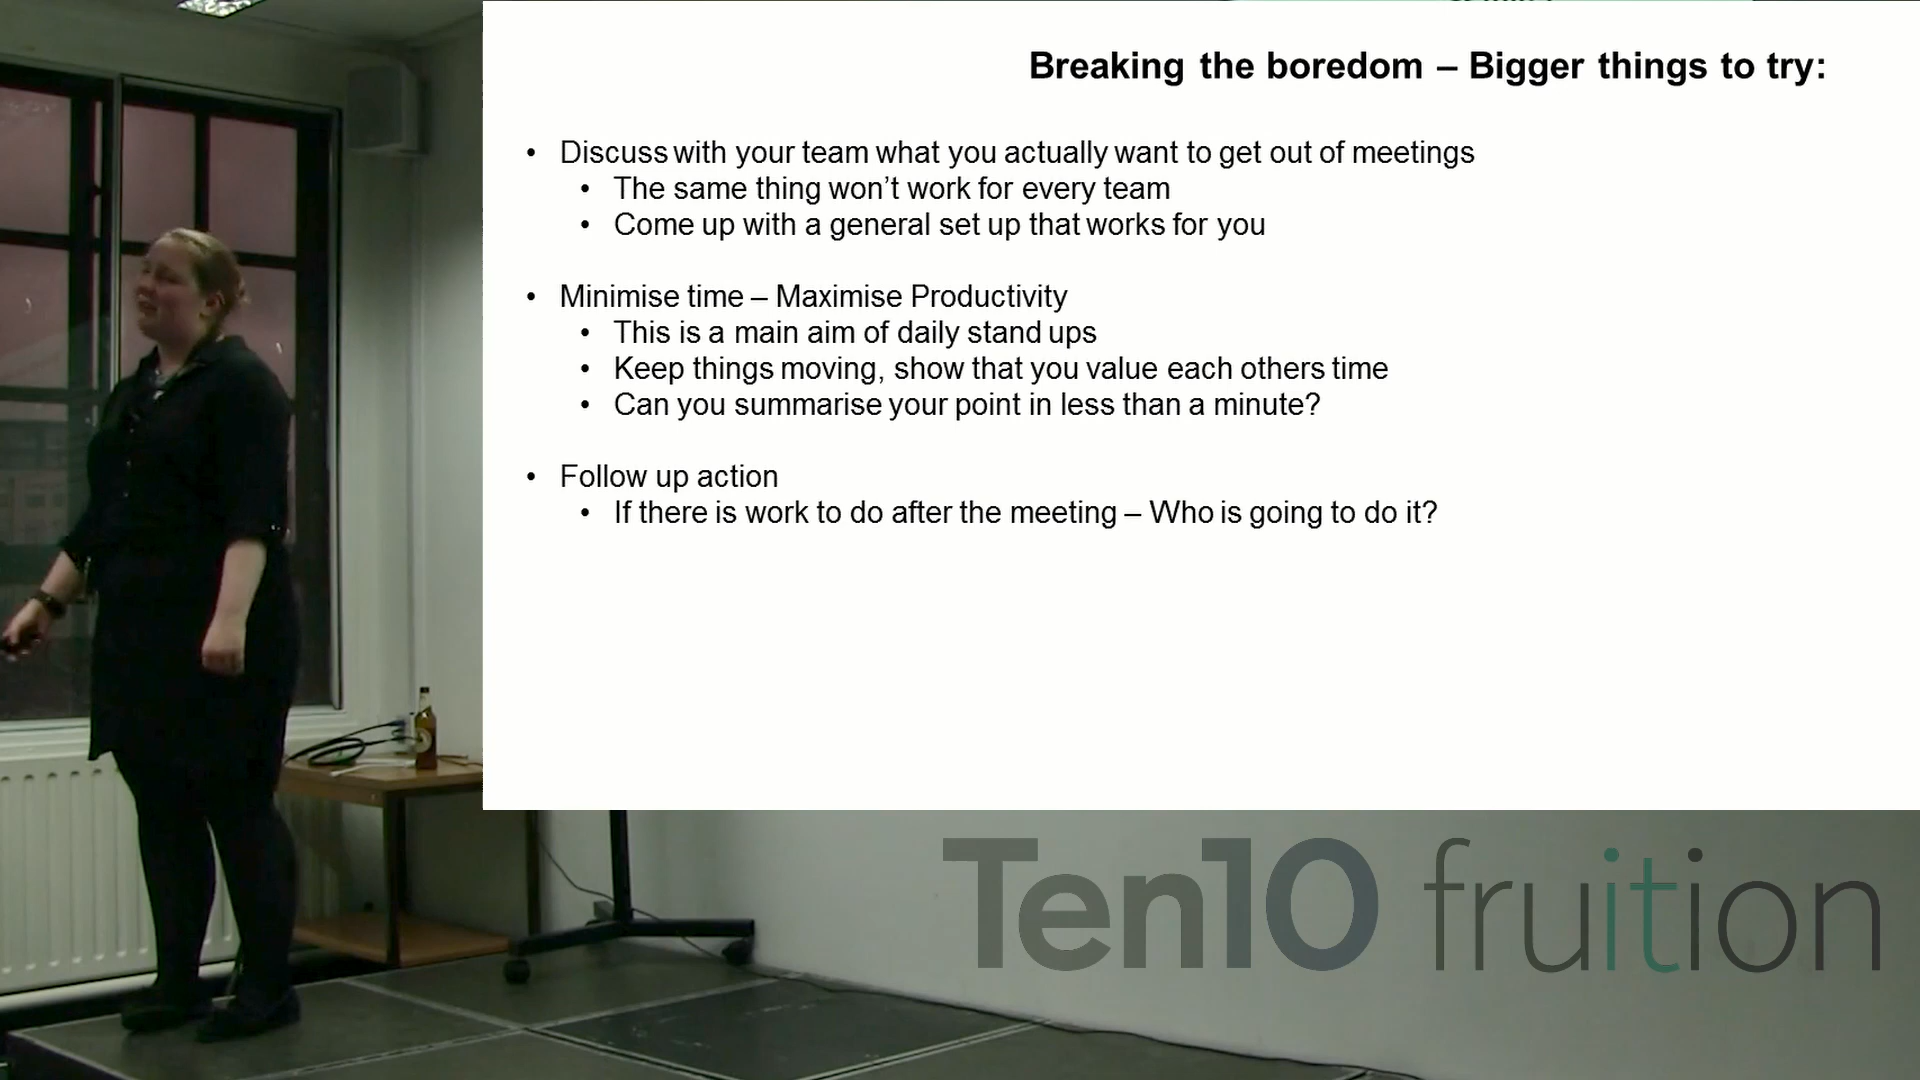 Breaking the boredom – Bigger things to try:
• Discuss with your team what you actually want to get out of meetings
• The same thing won’t work for every team
• Come up with a general set up that works for you
• Minimise time – Maximise Productivity
• This is a main aim of daily stand ups
• Keep things moving, show that you value each others time
• Can you summarise your point in less than a minute?
• Follow up action
• If there is work to do after the meeting – Who is going to do it?
Ten10 fruition